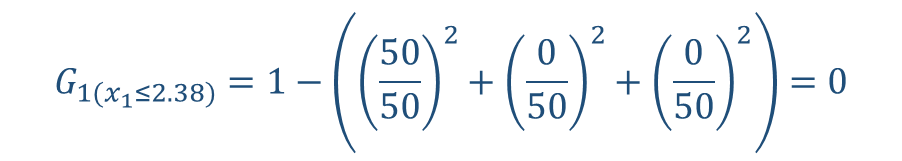 G₁₍ₓ₁≤2.38₎ = 1 − ((50/50)² + (0/50)² + (0/50)²) = 0